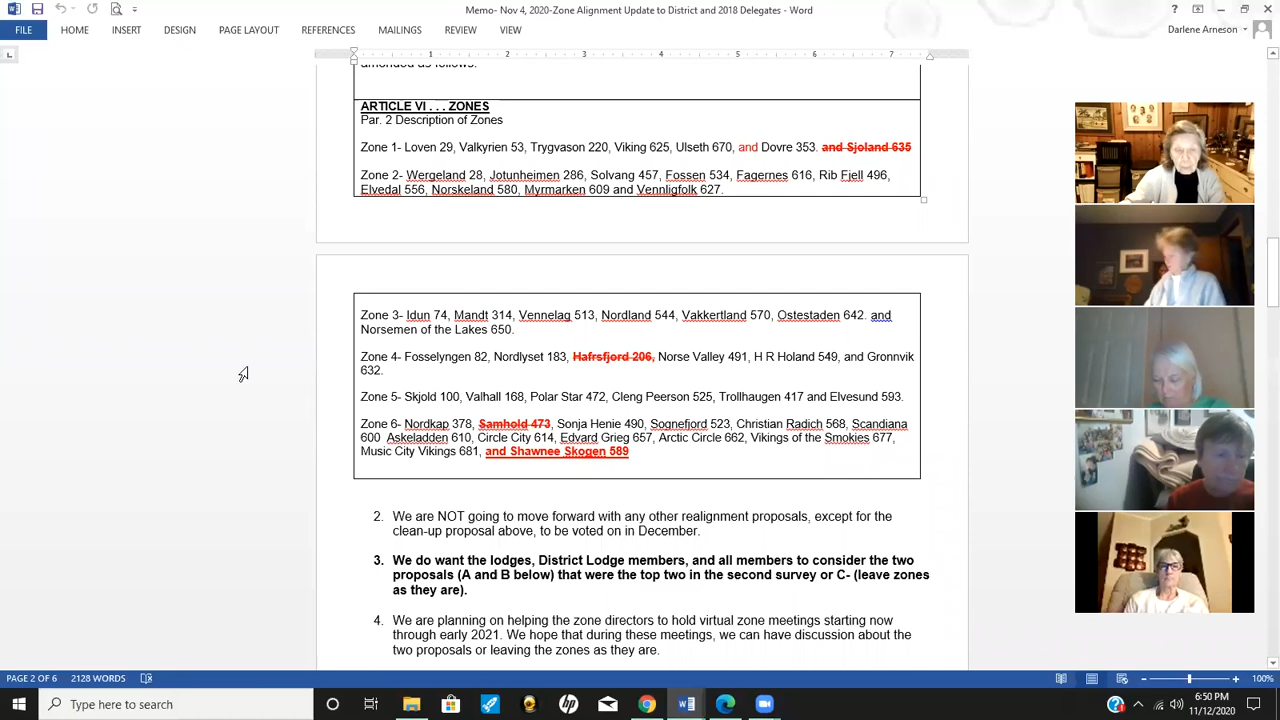 Memo- Nov 4, 2020-Zone Alignment Update to District and 2018 Delegates - Word
FILE HOME INSERT DESIGN PAGE LAYOUT REFERENCES MAILINGS REVIEW VIEW Darlene Arneson
1 2 3 4 5 6 7
amended as follows:
ARTICLE VI . . . ZONES
Par. 2 Description of Zones
Zone 1- Loven 29, Valkyrien 53, Trygvason 220, Viking 625, Ulseth 670, and Dovre 353. and Sjoland 635
Zone 2- Wergeland 28, Jotunheimen 286, Solvang 457, Fossen 534, Fagernes 616, Rib Fjell 496,
Elvedal 556, Norskeland 580, Myrmarken 609 and Vennligfolk 627.
Zone 3- Idun 74, Mandt 314, Vennelag 513, Nordland 544, Vakkertland 570, Ostestaden 642. and
Norsemen of the Lakes 650.
Zone 4- Fosselyngen 82, Nordlyset 183, Hafrsfjord 206, Norse Valley 491, H R Holand 549, and Gronnvik
632.
Zone 5- Skjold 100, Valhall 168, Polar Star 472, Cleng Peerson 525, Trollhaugen 417 and Elvesund 593.
Zone 6- Nordkap 378, Samhold 473, Sonja Henie 490, Sognefjord 523, Christian Radich 568, Scandiana
600 Askeladden 610, Circle City 614, Edvard Grieg 657, Arctic Circle 662, Vikings of the Smokies 677,
Music City Vikings 681, and Shawnee Skogen 589
2. We are NOT going to move forward with any other realignment proposals, except for the
clean-up proposal above, to be voted on in December.
3. We do want the lodges, District Lodge members, and all members to consider the two
proposals (A and B below) that were the top two in the second survey or C- (leave zones
as they are).
4. We are planning on helping the zone directors to hold virtual zone meetings starting now
through early 2021. We hope that during these meetings, we can have discussion about the
two proposals or leaving the zones as they are.
PAGE 2 OF 6 2128 WORDS 100%
Type here to search
6:50 PM
11/12/2020